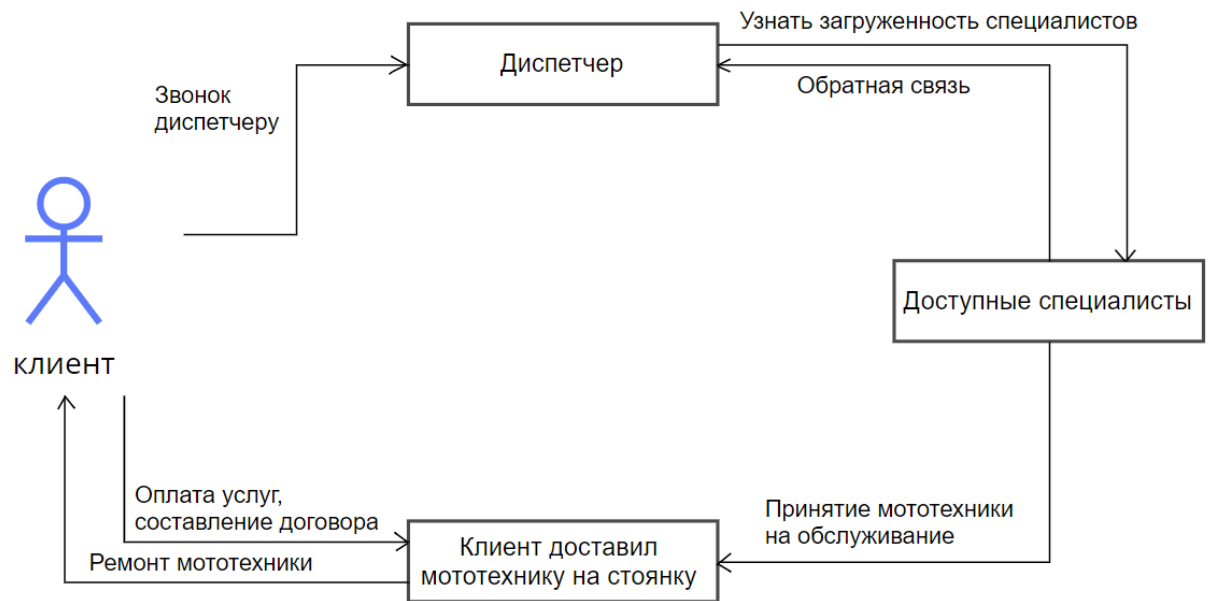 Узнать загруженность специалистов
Диспетчер
Обратная связь
Звонок
диспетчеру
Доступные специалисты
клиент
Оплата услуг,
составление договора
Ремонт мототехники
Клиент доставил
мототехнику на стоянку
Принятие мототехники
на обслуживание